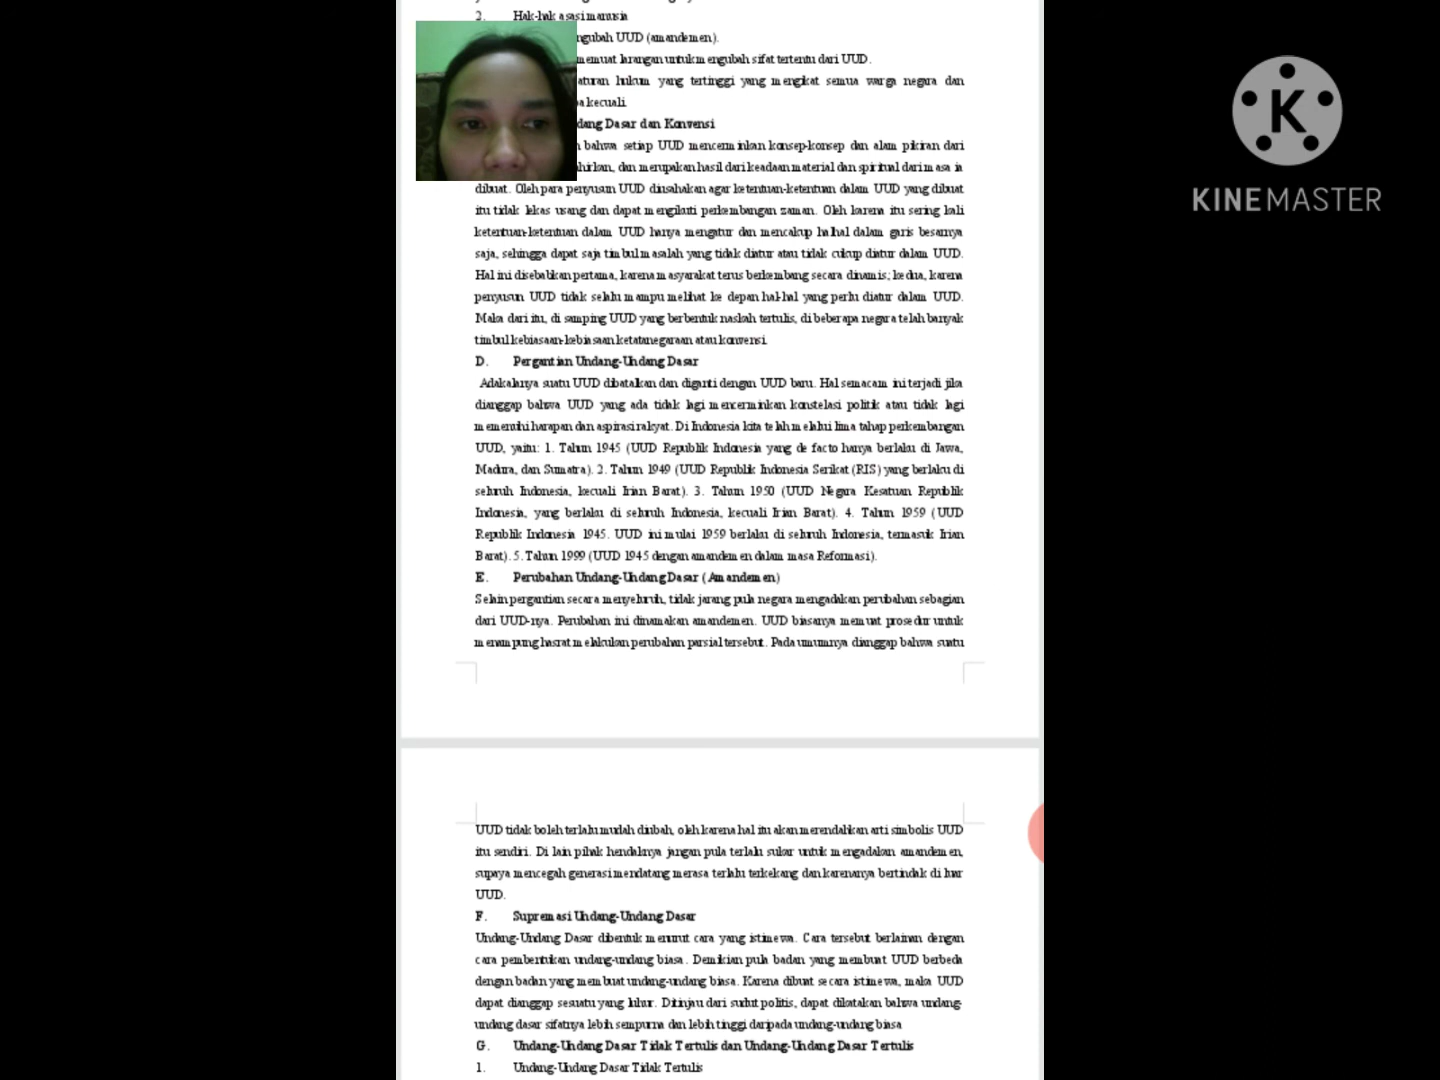 2. Hak-hak asasi manusia
ngubah UUD (amandemen).
memuat larangan untuk mengubah sifat tertentu dari UUD.
aturan hukum yang tertinggi yang mengikat semua warga negara dan
a kecuali.
dang Dasar dan Konvensi
bahwa setiap UUD mencerminkan konsep-konsep dan alam pikiran dari
ahirkan, dan merupakan hasil dari keadaan material dan spiritual dari masa ia
dibuat. Oleh para penyusun UUD diusahakan agar ketentuan-ketentuan dalam UUD yang dibuat
itu tidak lekas usang dan dapat mengikuti perkembangan zaman. Oleh karena itu sering kali
ketentuan-ketentuan dalam UUD hanya mengatur dan mencakup hal-hal dalam garis besarnya
saja, sehingga dapat saja timbul masalah yang tidak diatur atau tidak cukup diatur dalam UUD.
Hal ini disebabkan pertama, karena masyarakat terus berkembang secara dinamis; kedua, karena
penyusun UUD tidak selalu mampu melihat ke depan hal-hal yang perlu diatur dalam UUD.
Maka dari itu, di samping UUD yang berbentuk naskah tertulis, di beberapa negara telah banyak
timbul kebiasaan-kebiasaan ketatanegaraan atau konvensi.
D. Pergantian Undang-Undang Dasar
Adakalanya suatu UUD dibatalkan dan diganti dengan UUD baru. Hal semacam ini terjadi jika
dianggap bahwa UUD yang ada tidak lagi mencerminkan konstelasi politik atau tidak lagi
memenuhi harapan dan aspirasi rakyat. Di Indonesia kita telah melalui lima tahap perkembangan
UUD, yaitu: 1. Tahun 1945 (UUD Republik Indonesia yang de facto hanya berlaku di Jawa,
Madura, dan Sumatra). 2. Tahun 1949 (UUD Republik Indonesia Serikat (RIS) yang berlaku di
seluruh Indonesia, kecuali Irian Barat). 3. Tahun 1950 (UUD Negara Kesatuan Republik
Indonesia, yang berlaku di seluruh Indonesia, kecuali Irian Barat). 4. Tahun 1959 (UUD
Republik Indonesia 1945. UUD ini mulai 1959 berlaku di seluruh Indonesia, termasuk Irian
Barat). 5. Tahun 1999 (UUD 1945 dengan amandemen dalam masa Reformasi).
E. Perubahan Undang-Undang Dasar (Amandemen)
Selain pergantian secara menyeluruh, tidak jarang pula negara mengadakan perubahan sebagian
dari UUD-nya. Perubahan ini dinamakan amandemen. UUD biasanya memuat prosedur untuk
menampung hasrat melakukan perubahan parsial tersebut. Pada umumnya dianggap bahwa suatu
UUD tidak boleh terlalu mudah diubah, oleh karena hal itu akan merendahkan arti simbolis UUD
itu sendiri. Di lain pihak hendaknya jangan pula terlalu sukar untuk mengadakan amandemen,
supaya mencegah generasi mendatang merasa terlalu terkekang dan karenanya bertindak di luar
UUD.
F. Supremasi Undang-Undang Dasar
Undang-Undang Dasar dibentuk menurut cara yang istimewa. Cara tersebut berlainan dengan
cara pembentukan undang-undang biasa. Demikian pula badan yang membuat UUD berbeda
dengan badan yang membuat undang-undang biasa. Karena dibuat secara istimewa, maka UUD
dapat dianggap sesuatu yang luhur. Ditinjau dari sudut politis, dapat dikatakan bahwa undang-
undang dasar sifatnya lebih sempurna dan lebih tinggi daripada undang-undang biasa
G. Undang-Undang Dasar Tidak Tertulis dan Undang-Undang Dasar Tertulis
1. Undang-Undang Dasar Tidak Tertulis
K
KINEMASTER